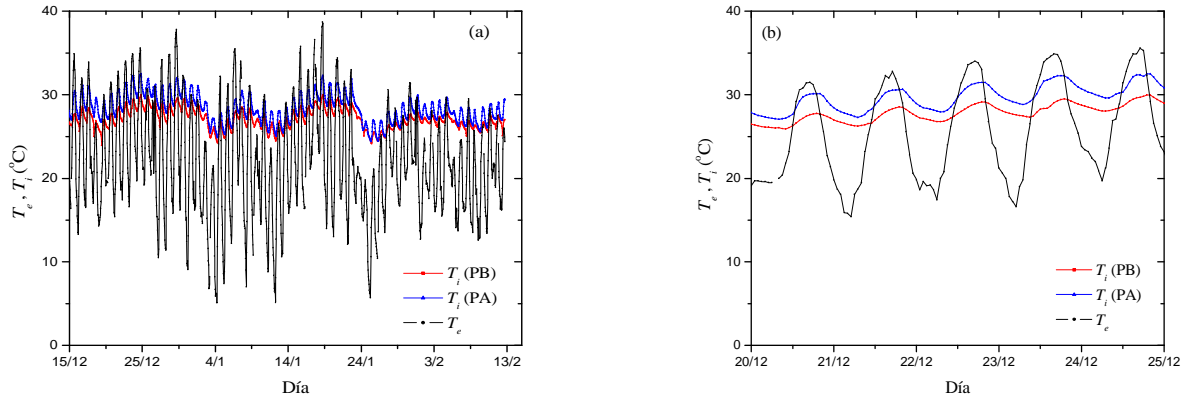 (a)
40
30
20
10
0
T_e , T_i (°C)
T_i (PB)
T_i (PA)
T_e
15/12 25/12 4/1 14/1 24/1 3/2 13/2
Día
(b)
40
30
20
10
0
T_e , T_i (°C)
T_i (PB)
T_i (PA)
T_e
20/12 21/12 22/12 23/12 24/12 25/12
Día